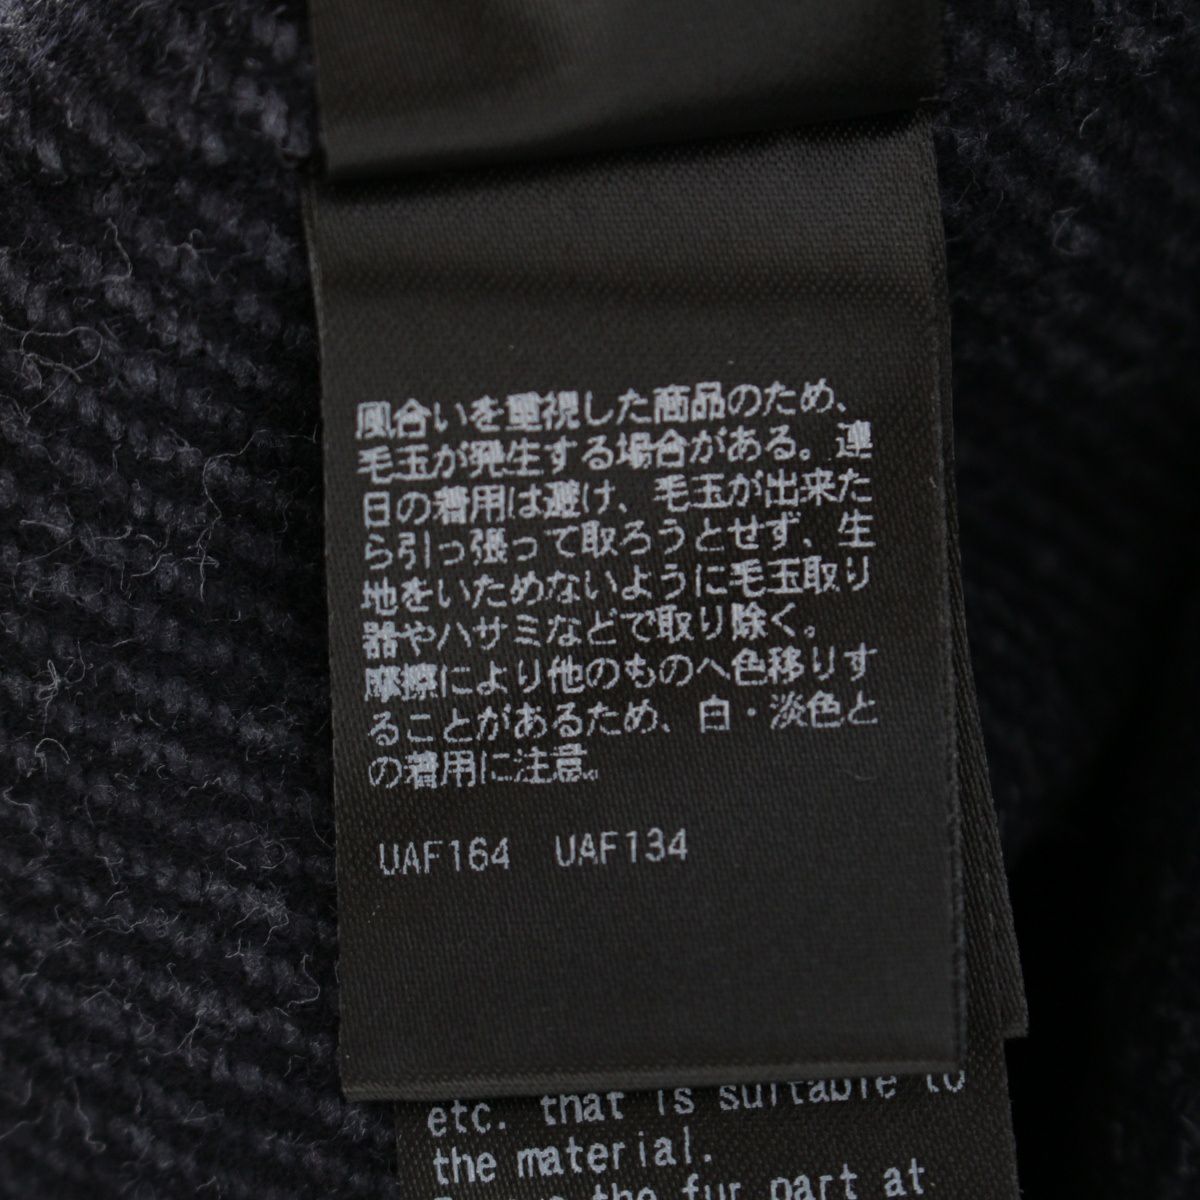 風合いを重視した商品のため、
毛玉が発生する場合がある。連
日の着用は避け、毛玉が出来た
ら引っ張って取ろうとせず、生
地をいためないように毛玉取り
器やハサミなどで取り除く。
摩擦により他のものへ色移りす
ることがあるため、白・淡色と
の着用に注意。
UAF164 UAF134
etc. that is suitable to
the material.
the fur part at